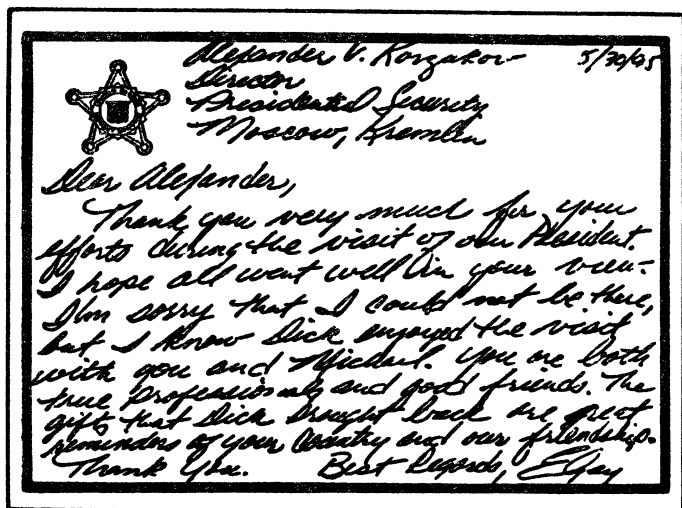 Alexander V. Korzakov 5/30/95
Director
Presidential Security
Moscow, Kremlin
Dear Alexander,
Thank you very much for your
efforts during the visit of our President.
I hope all went well in your view.
I'm sorry that I could not be there,
but I know Dick enjoyed the visit
with you and Michail. You are both
true professionals and good friends. The
gifts that Dick brought back are great
reminders of your Country and our friendship.
Thank You. Best Regards,